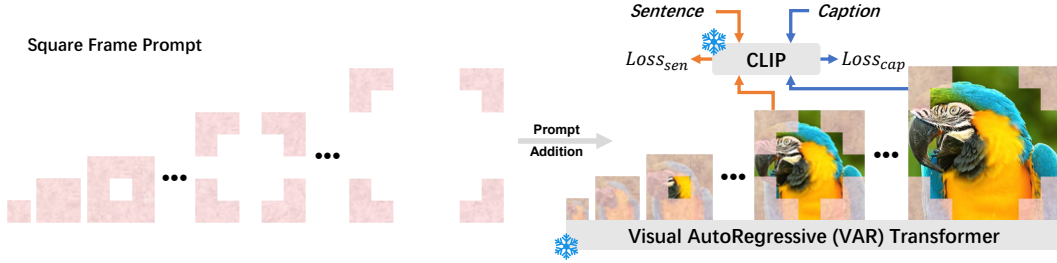 Square Frame Prompt
•••
•••
Prompt
Addition
Sentence
Caption
Loss_sen
CLIP
Loss_cap
•••
•••
Visual AutoRegressive (VAR) Transformer